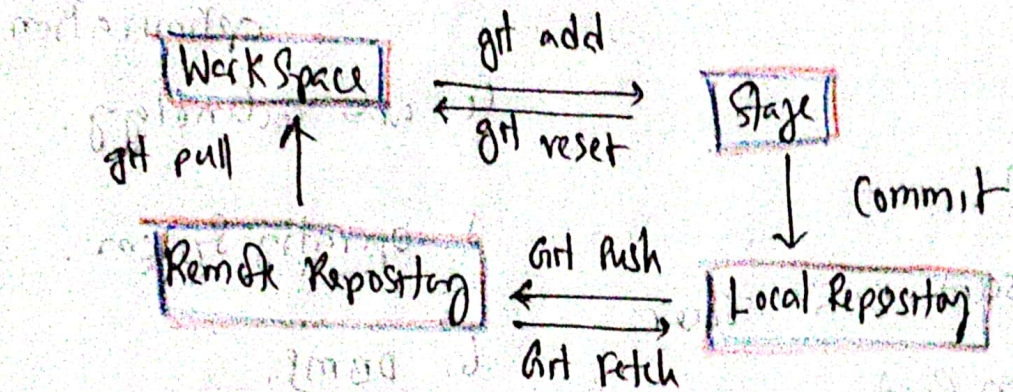 git add
WorkSpace
Stage
git reset
git pull
Commit
Git Push
Remote Repository
Local Repository
Git Fetch